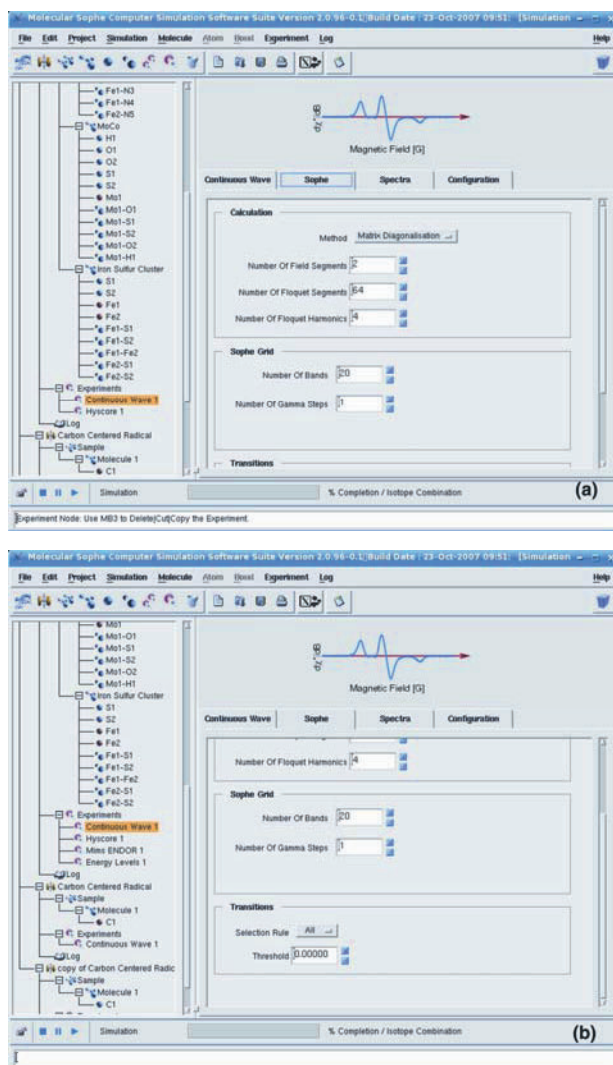 Molecular Sophe Computer Simulation Software Suite Version 2.0.96-0.1 Build Date : 23-Oct-2007 09:51: [Simulation
File Edit Project Simulation Molecule Atom Bond Experiment Log Help
Fe1-N3
Fe1-N4
Fe2-N5
MoCo
H1
O1
O2
S1
S2
Mo1
Mo1-O1
Mo1-S1
Mo1-S2
Mo1-O2
Mo1-H1
Iron Sulfur Cluster
S1
S2
Fe1
Fe2
Fe1-S1
Fe1-S2
Fe1-Fe2
Fe2-S1
Fe2-S2
Experiments
Continuous Wave 1
Hyscore 1
Log
Carbon Centered Radical
Sample
Molecule 1
C1
Magnetic Field [G]
Continuous Wave Sophe Spectra Configuration
Calculation
Method Matrix Diagonalisation
Number Of Field Segments 2
Number Of Floquet Segments 64
Number Of Floquet Harmonics 4
Sophe Grid
Number Of Bands 20
Number Of Gamma Steps 1
Transitions
Simulation % Completion / Isotope Combination (a)
Experiment Node: Use MB3 to Delete|Cut|Copy the Experiment.
Molecular Sophe Computer Simulation Software Suite Version 2.0.96-0.1 Build Date : 23-Oct-2007 09:51: [Simulation
File Edit Project Simulation Molecule Atom Bond Experiment Log Help
Mo1
Mo1-O1
Mo1-S1
Mo1-S2
Mo1-O2
Mo1-H1
Iron Sulfur Cluster
S1
S2
Fe1
Fe2
Fe1-S1
Fe1-S2
Fe1-Fe2
Fe2-S1
Fe2-S2
Experiments
Continuous Wave 1
Hyscore 1
Mims ENDOR 1
Energy Levels 1
Log
Carbon Centered Radical
Sample
Molecule 1
C1
Experiments
Continuous Wave 1
Log
copy of Carbon Centered Radic
Sample
Molecule 1
C1
Magnetic Field [G]
Continuous Wave Sophe Spectra Configuration
Number Of Floquet Harmonics 4
Sophe Grid
Number Of Bands 20
Number Of Gamma Steps 1
Transitions
Selection Rule All
Threshold 0.00000
Simulation % Completion / Isotope Combination (b)